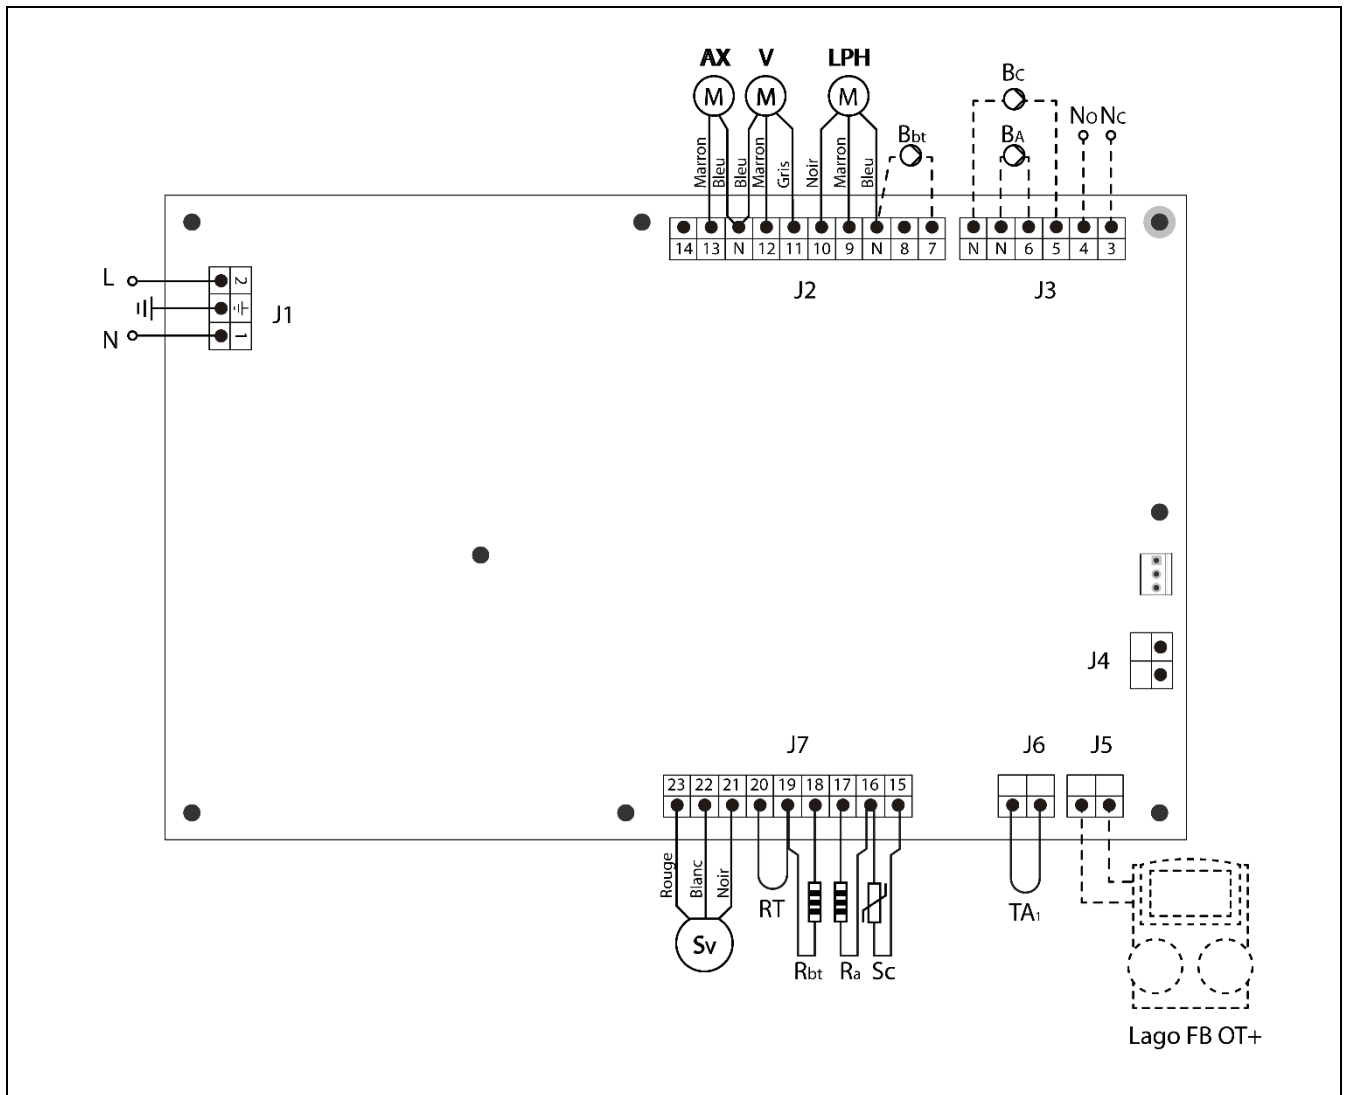 AX V LPH
M M M
Bc
Bbt
BA
No Nc
Marron
Bleu
Bleu
Marron
Gris
Noir
Marron
Bleu
14 13 N 12 11 10 9 N 8 7
N N 6 5 4 3
J2
J3
L
N
2
1
J1
J4
J7
J6
J5
23 22 21 20 19 18 17 16 15
Rouge
Blanc
Noir
Sv
RT
Rbt
Ra
Sc
TA1
Lago FB OT+